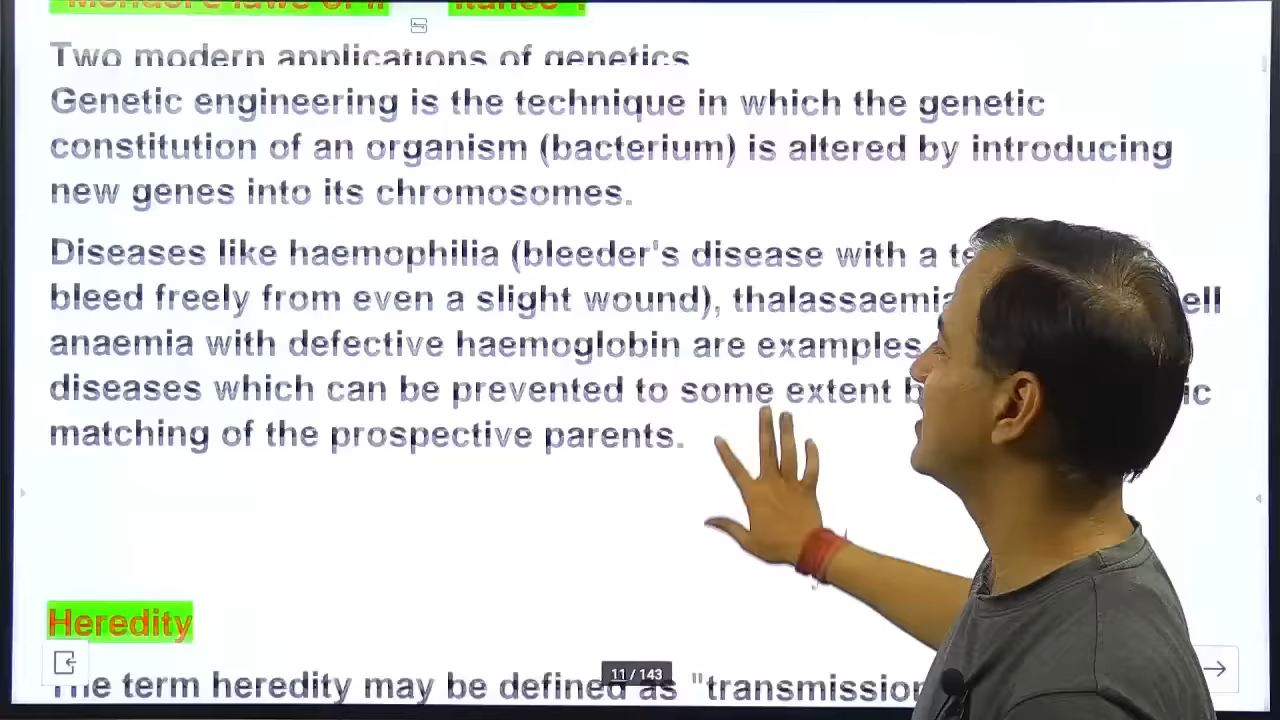 Mendel's laws of
Two modern applications of genetics
Genetic engineering is the technique in which the genetic
constitution of an organism (bacterium) is altered by introducing
new genes into its chromosomes.
Diseases like haemophilia (bleeder's disease with a
bleed freely from even a slight wound), thalassaemia
anaemia with defective haemoglobin are examples
diseases which can be prevented to some extent
matching of the prospective parents.
Heredity
The term heredity may be defined as "transmission
11 / 143